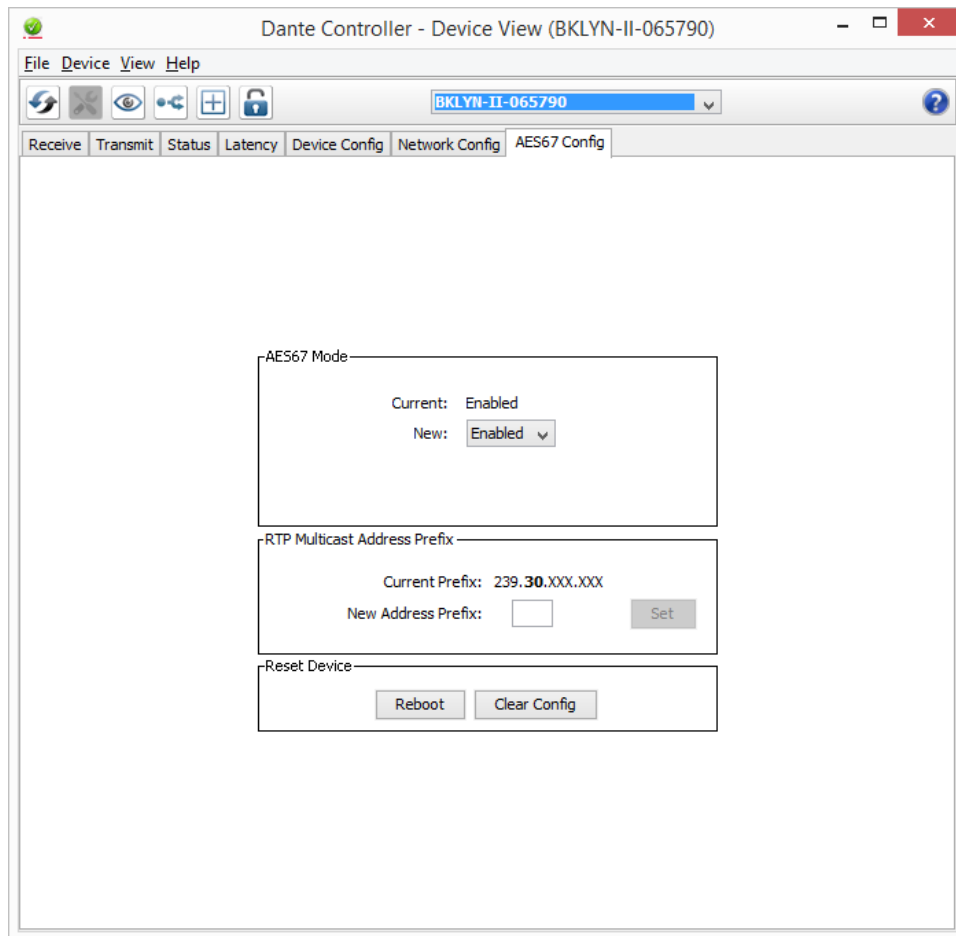 Dante Controller - Device View (BKLYN-II-065790)
File Device View Help
BKLYN-II-065790
?
Receive Transmit Status Latency Device Config Network Config AES67 Config
AES67 Mode
Current: Enabled
New: Enabled
RTP Multicast Address Prefix
Current Prefix: 239.30.XXX.XXX
New Address Prefix: Set
Reset Device
Reboot Clear Config